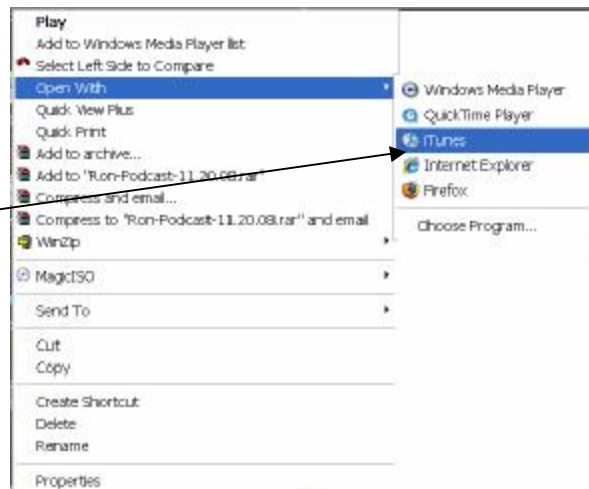 Play
Add to Windows Media Player list
Select Left Side to Compare
Open With
Quick View Plus
Quick Print
Add to archive...
Add to "Ron-Podcast-11.20.08.rar"
Compress and email...
Compress to "Ron-Podcast-11.20.08.rar" and email
WinZip
MagicISO
Send To
Cut
Copy
Create Shortcut
Delete
Rename
Properties
Windows Media Player
QuickTime Player
iTunes
Internet Explorer
Firefox
Choose Program...